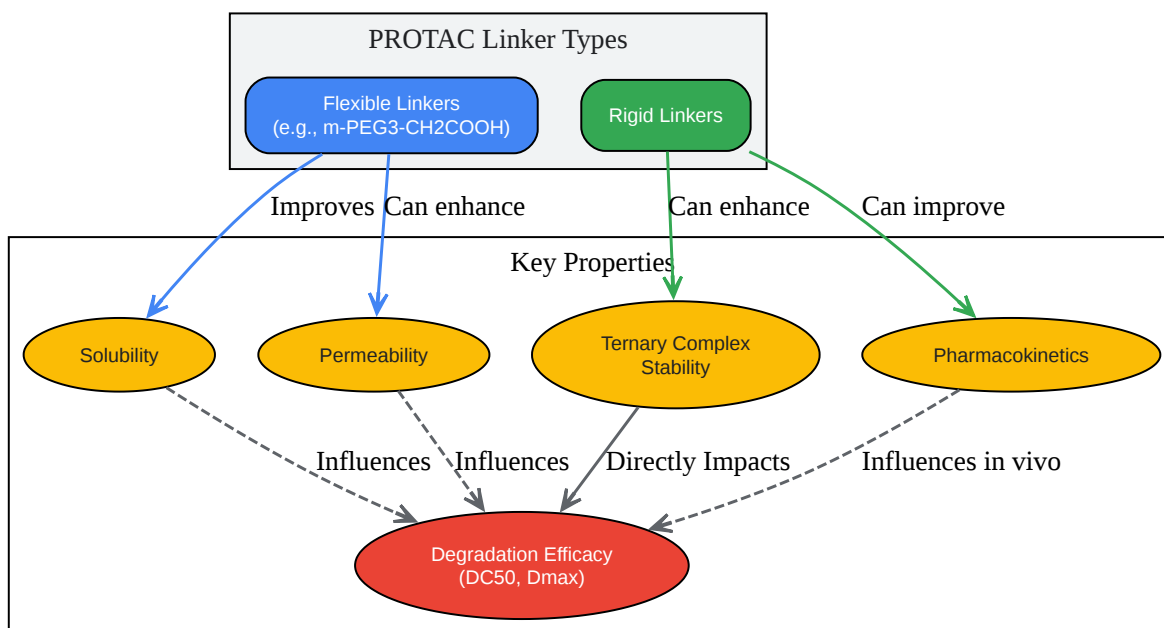 PROTAC Linker Types
Flexible Linkers
(e.g., m-PEG3-CH2COOH)
Rigid Linkers
Improves
Can enhance
Can enhance
Can improve
Key Properties
Solubility
Permeability
Ternary Complex
Stability
Pharmacokinetics
Influences
Influences
Directly Impacts
Influences in vivo
Degradation Efficacy
(DC50, Dmax)